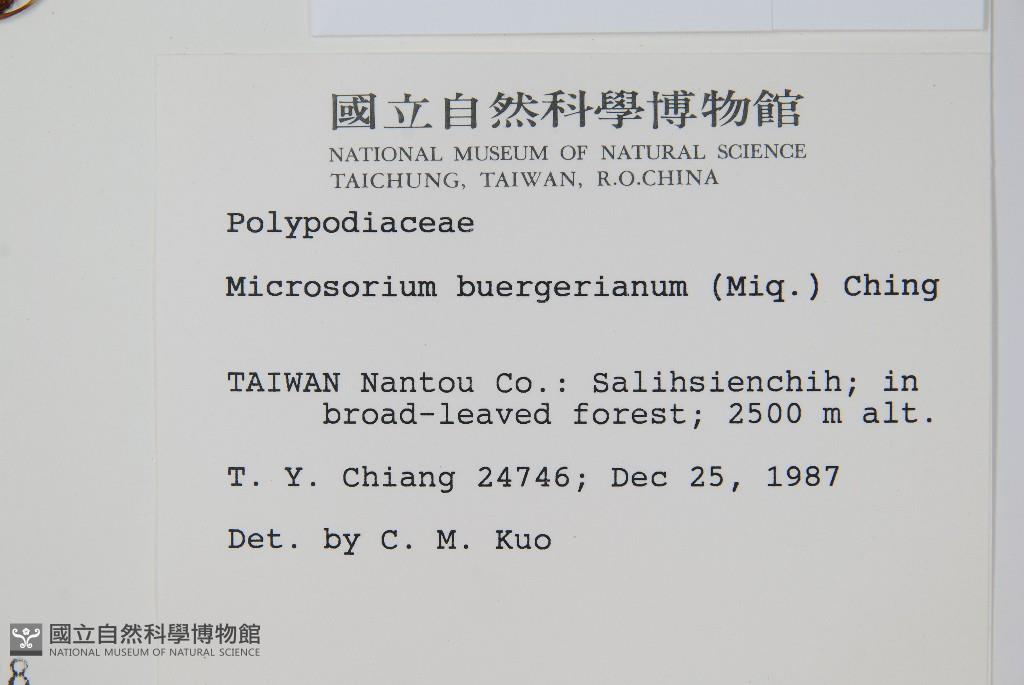 國立自然科學博物館
NATIONAL MUSEUM OF NATURAL SCIENCE
TAICHUNG, TAIWAN, R.O.CHINA
Polypodiaceae
Microsorium buergerianum (Miq.) Ching
TAIWAN Nantou Co.: Salihsienchih; in
broad-leaved forest; 2500 m alt.
T. Y. Chiang 24746; Dec 25, 1987
Det. by C. M. Kuo
國立自然科學博物館
NATIONAL MUSEUM OF NATURAL SCIENCE
8